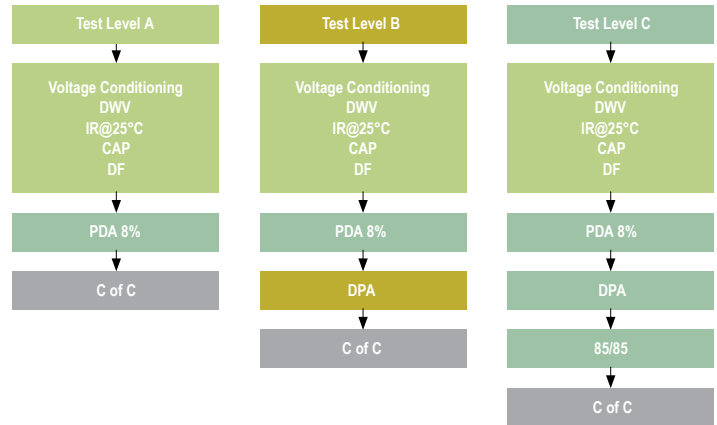 Test Level A
Voltage Conditioning
DWV
IR@25°C
CAP
DF
PDA 8%
C of C
Test Level B
Voltage Conditioning
DWV
IR@25°C
CAP
DF
PDA 8%
DPA
C of C
Test Level C
Voltage Conditioning
DWV
IR@25°C
CAP
DF
PDA 8%
DPA
85/85
C of C